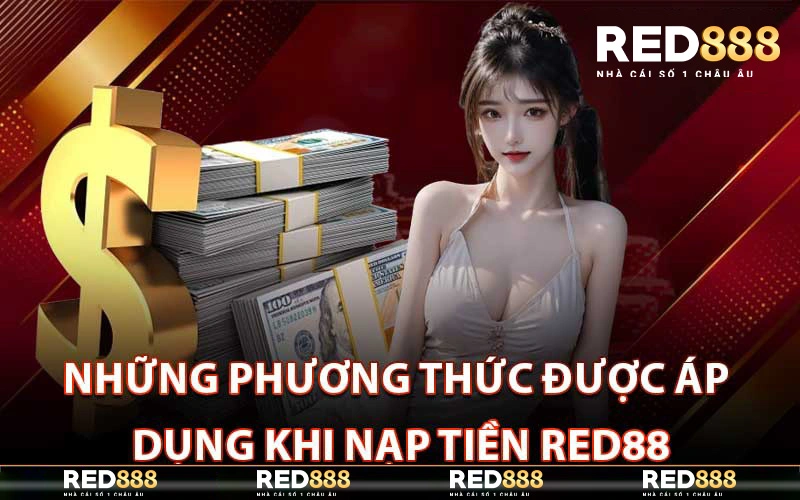 RED888
NHÀ CÁI SỐ 1 CHÂU ÂU
100
NHỮNG PHƯƠNG THỨC ĐƯỢC ÁP
DỤNG KHI NẠP TIỀN RED88
RED888 RED888 RED888 RED888
NHÀ CÁI SỐ 1 CHÂU ÂU NHÀ CÁI SỐ 1 CHÂU ÂU NHÀ CÁI SỐ 1 CHÂU ÂU NHÀ CÁI SỐ 1 CHÂU ÂU